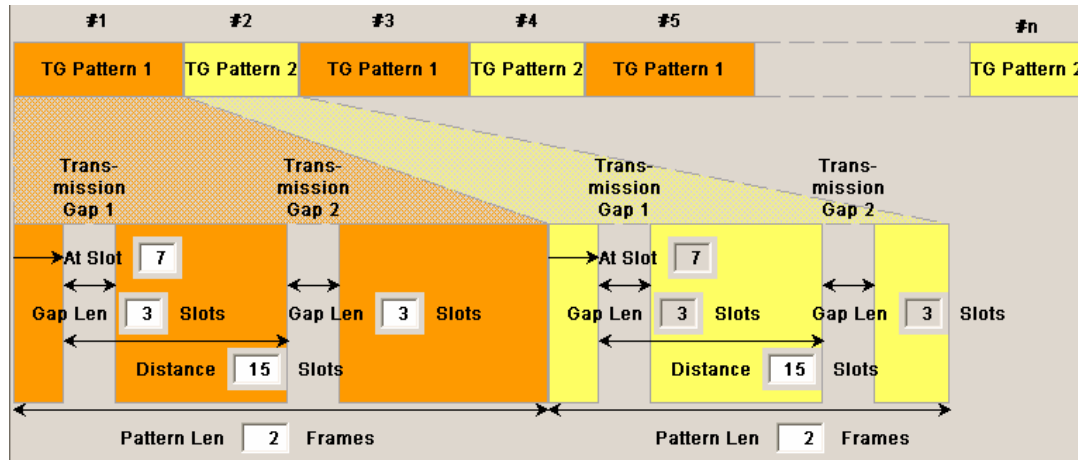 #1 #2 #3 #4 #5 #n
TG Pattern 1 TG Pattern 2 TG Pattern 1 TG Pattern 2 TG Pattern 1 TG Pattern 2
Trans-
mission
Gap 1
Trans-
mission
Gap 2
Trans-
mission
Gap 1
Trans-
mission
Gap 2
At Slot 7
At Slot 7
Gap Len 3 Slots
Gap Len 3 Slots
Gap Len 3 Slots
Gap Len 3 Slots
Distance 15 Slots
Distance 15 Slots
Pattern Len 2 Frames
Pattern Len 2 Frames